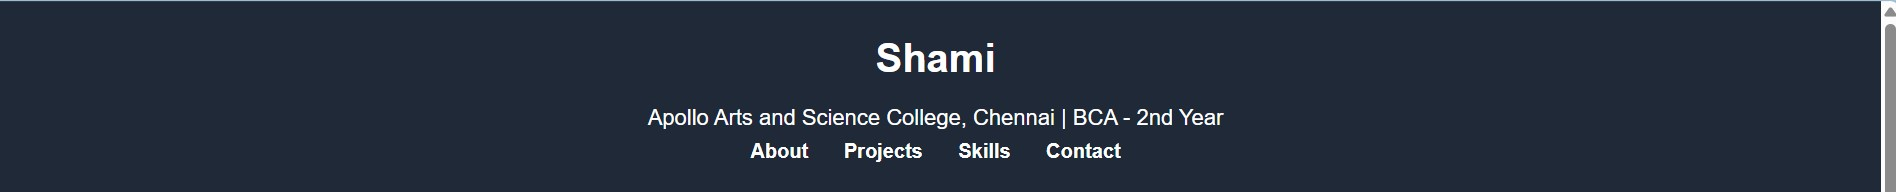 Shami
Apollo Arts and Science College, Chennai | BCA - 2nd Year
About Projects Skills Contact